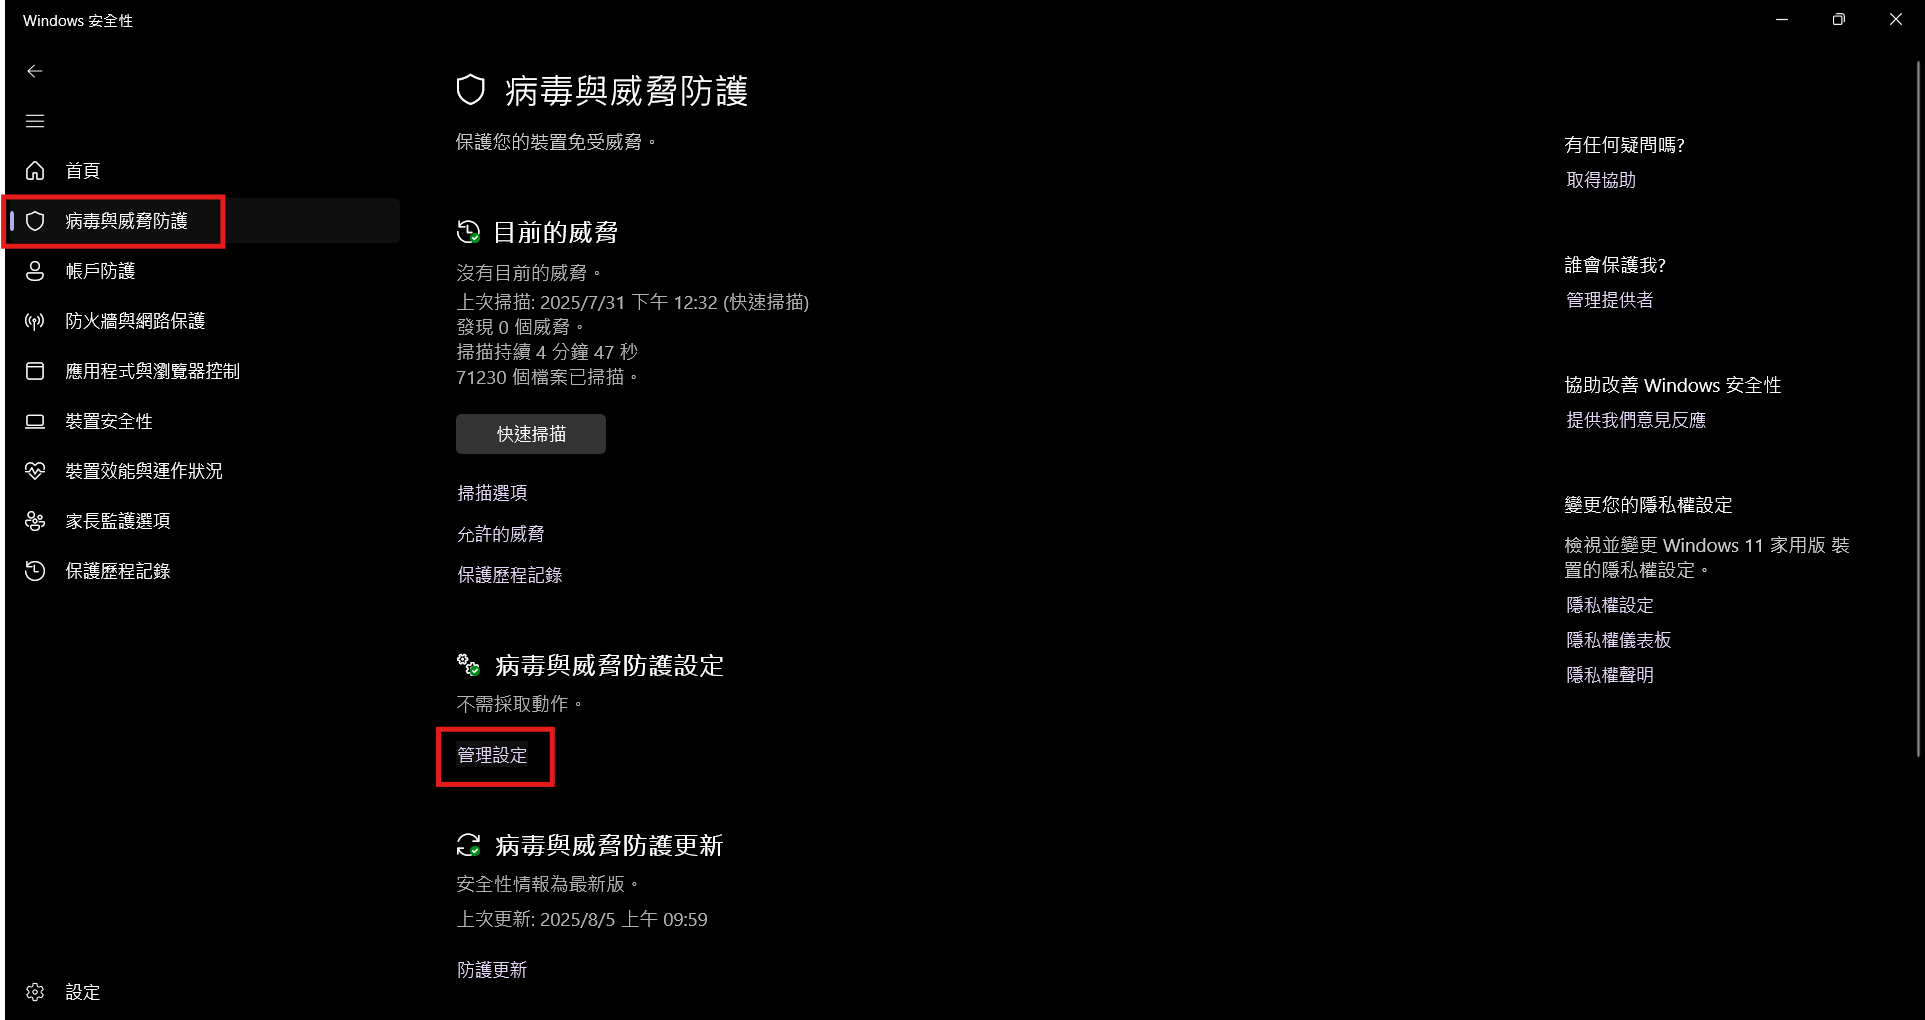 Windows 安全性
首頁
病毒與威脅防護
帳戶防護
防火牆與網路保護
應用程式與瀏覽器控制
裝置安全性
裝置效能與運作狀況
家長監護選項
保護歷程記錄
設定
病毒與威脅防護
保護您的裝置免受威脅。
目前的威脅
沒有目前的威脅。
上次掃描: 2025/7/31 下午 12:32 (快速掃描)
發現 0 個威脅。
掃描持續 4 分鐘 47 秒
71230 個檔案已掃描。
快速掃描
掃描選項
允許的威脅
保護歷程記錄
病毒與威脅防護設定
不需採取動作。
管理設定
病毒與威脅防護更新
安全性情報為最新版。
上次更新: 2025/8/5 上午 09:59
防護更新
有任何疑問嗎?
取得協助
誰會保護我?
管理提供者
協助改善 Windows 安全性
提供我們意見反應
變更您的隱私權設定
檢視並變更 Windows 11 家用版 裝
置的隱私權設定。
隱私權設定
隱私權儀表板
隱私權聲明